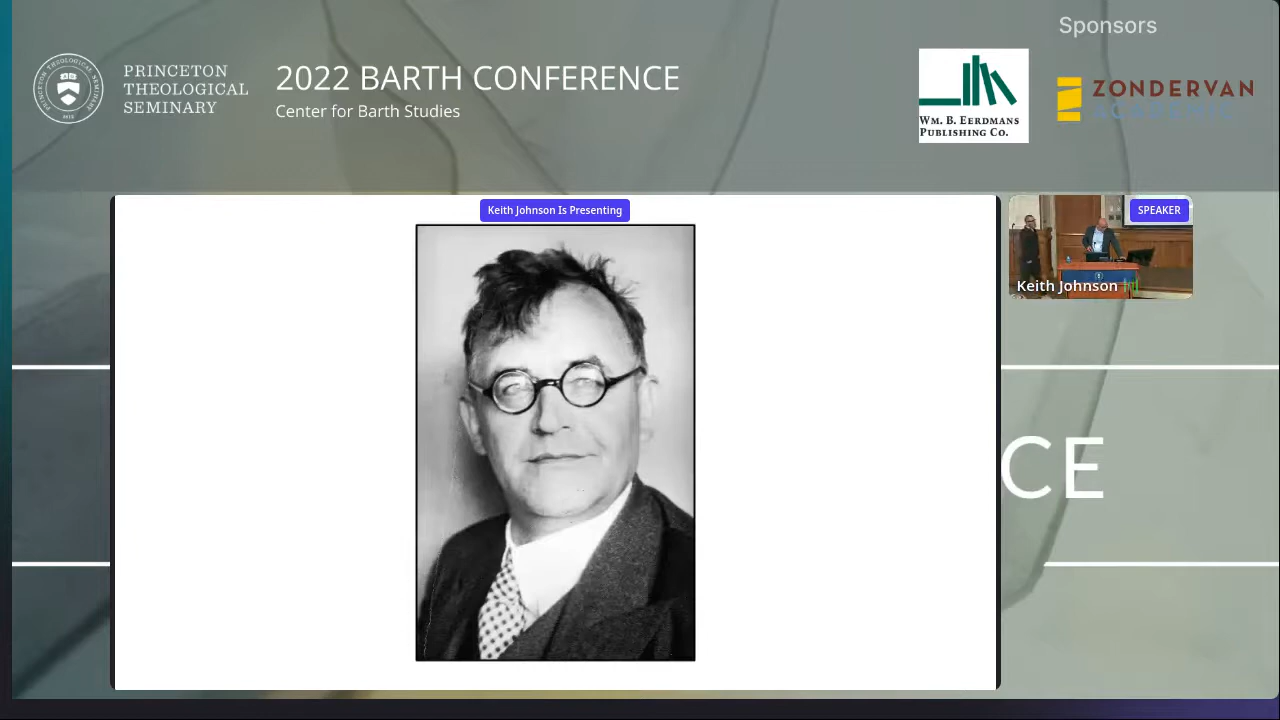 Sponsors
PRINCETON
THEOLOGICAL
SEMINARY
2022 BARTH CONFERENCE
Center for Barth Studies
WM. B. EERDMANS
PUBLISHING CO.
ZONDERVAN
ACADEMIC
Keith Johnson Is Presenting
SPEAKER
Keith Johnson
CE